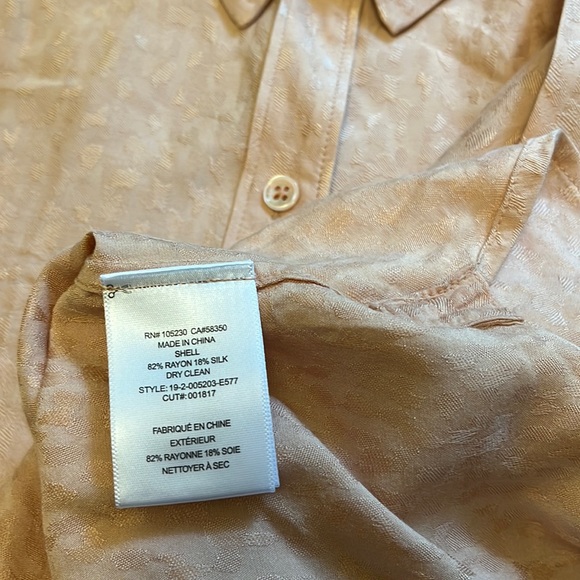 RN# 105230 CA#58350
MADE IN CHINA
SHELL
82% RAYON 18% SILK
DRY CLEAN
STYLE: 19-2-005203-E577
CUT#: 001817
FABRIQUÉ EN CHINE
EXTÉRIEUR
82% RAYONNE 18% SOIE
NETTOYER À SEC